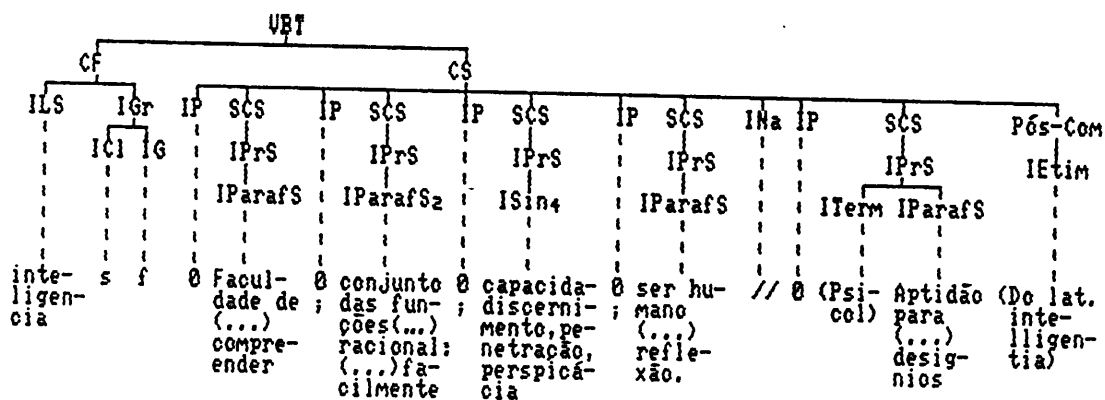 VBT
CF CS
ILS IGr IP SCS IP SCS IP SCS IP SCS INa IP SCS Pós-Com
ICl IG IPrS IPrS IPrS IPrS IPrS IEtim
IParafS IParafS₂ ISin₄ IParafS ITerm IParafS
inte-
ligen-
cia
s
f
0
Facul-
dade de
(...)
compre-
ender
0
;
conjunto
das fun-
ções(...)
racional:
(...)fa-
cilmente
0
;
capacida-
discerni-
mento,pe-
netração,
perspicá-
cia
0
;
ser hu-
mano
(...)
refle-
xão.
//
0
(Psi-
col)
Aptidão
para
(...)
desig-
nios
(Do lat.
inte-
lligen-
tia)